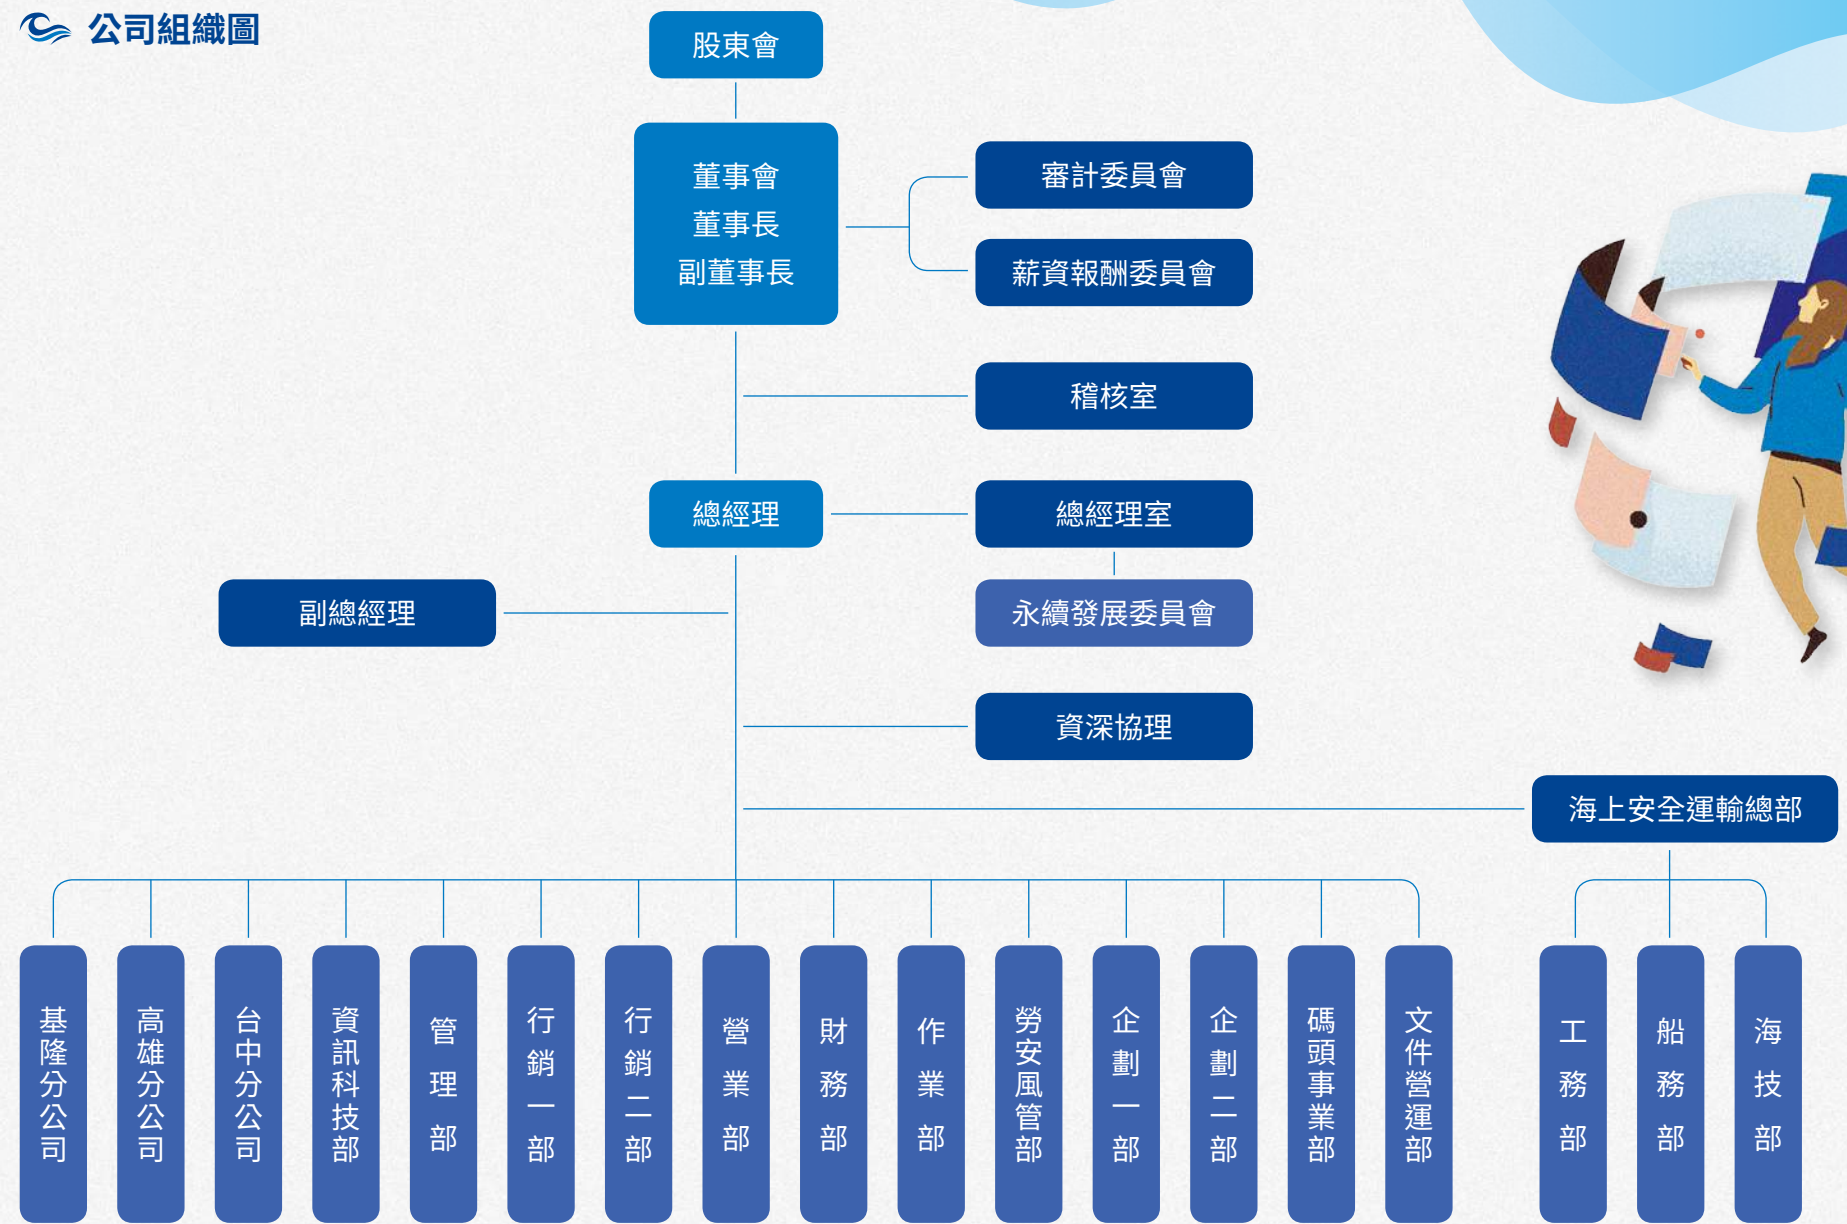 公司組織圖
股東會
董事會
董事長
副董事長
審計委員會
薪資報酬委員會
稽核室
總經理
總經理室
副總經理
永續發展委員會
資深協理
海上安全運輸總部
基隆分公司
高雄分公司
台中分公司
資訊科技部
管理部
行銷一部
行銷二部
營業部
財務部
作業部
勞安風管部
企劃一部
企劃二部
碼頭事業部
文件營運部
工務部
船務部
海技部